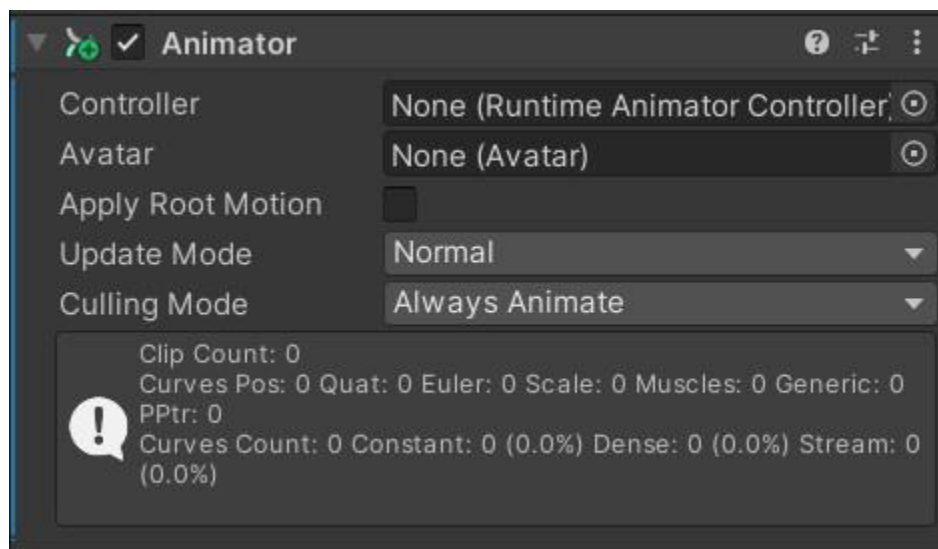 Animator
Controller None (Runtime Animator Controller)
Avatar None (Avatar)
Apply Root Motion
Update Mode Normal
Culling Mode Always Animate
Clip Count: 0
Curves Pos: 0 Quat: 0 Euler: 0 Scale: 0 Muscles: 0 Generic: 0
PPtr: 0
Curves Count: 0 Constant: 0 (0.0%) Dense: 0 (0.0%) Stream: 0
(0.0%)